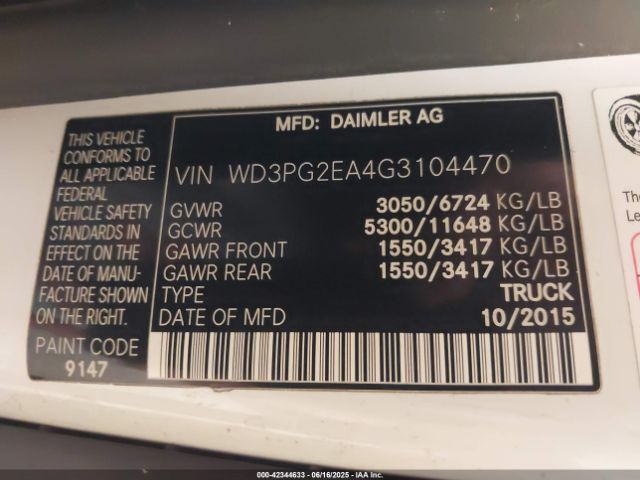 MFD: DAIMLER AG
THIS VEHICLE
CONFORMS TO
ALL APPLICABLE
FEDERAL
VEHICLE SAFETY
STANDARDS IN
EFFECT ON THE
DATE OF MANU-
FACTURE SHOWN
ON THE RIGHT.
PAINT CODE
9147
VIN WD3PG2EA4G3104470
GVWR 3050/6724 KG/LB
GCWR 5300/11648 KG/LB
GAWR FRONT 1550/3417 KG/LB
GAWR REAR 1550/3417 KG/LB
TYPE TRUCK
DATE OF MFD 10/2015
The
Le
000-42344633 - 06/16/2025 - IAA Inc.